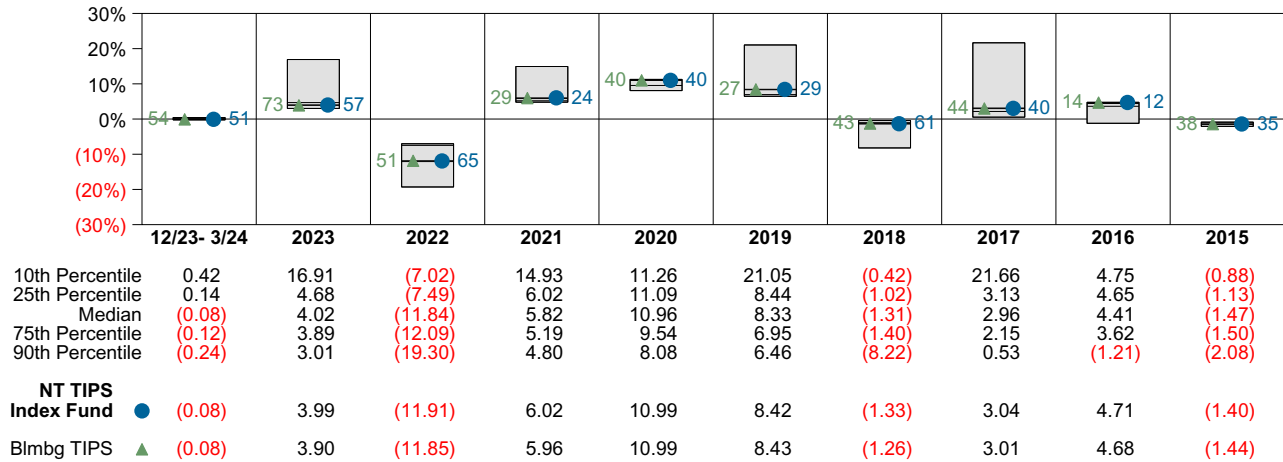 30%
20%
10%
0%
(10%)
(20%)
(30%)
54 51 73 57 51 65 29 24 40 40 27 29 43 61 44 40 14 12 38 35
12/23- 3/24 2023 2022 2021 2020 2019 2018 2017 2016 2015
10th Percentile 0.42 16.91 (7.02) 14.93 11.26 21.05 (0.42) 21.66 4.75 (0.88)
25th Percentile 0.14 4.68 (7.49) 6.02 11.09 8.44 (1.02) 3.13 4.65 (1.13)
Median (0.08) 4.02 (11.84) 5.82 10.96 8.33 (1.31) 2.96 4.41 (1.47)
75th Percentile (0.12) 3.89 (12.09) 5.19 9.54 6.95 (1.40) 2.15 3.62 (1.50)
90th Percentile (0.24) 3.01 (19.30) 4.80 8.08 6.46 (8.22) 0.53 (1.21) (2.08)
NT TIPS
Index Fund (0.08) 3.99 (11.91) 6.02 10.99 8.42 (1.33) 3.04 4.71 (1.40)
Blmbg TIPS (0.08) 3.90 (11.85) 5.96 10.99 8.43 (1.26) 3.01 4.68 (1.44)